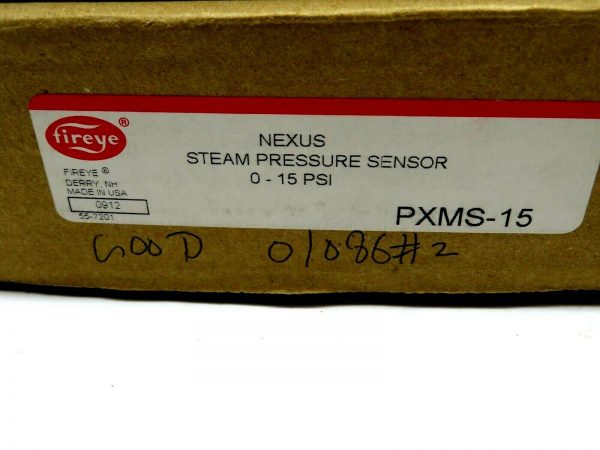 fireye®
FIREYE ®
DERRY, NH
MADE IN USA
0912
55-7201
NEXUS
STEAM PRESSURE SENSOR
0 - 15 PSI
PXMS-15
GOOD 01086#2